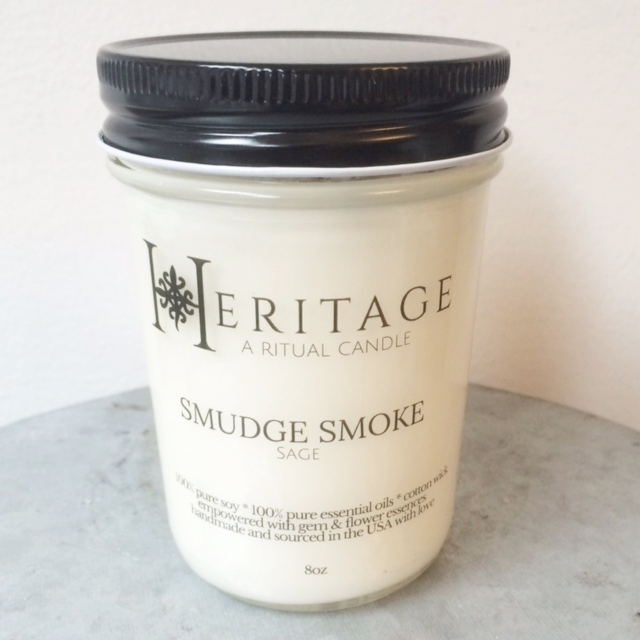 HERITAGE
A RITUAL CANDLE
SMUDGE SMOKE
SAGE
100% pure soy * 100% pure essential oils * cotton wick
empowered with gem & flower essences
handmade and sourced in the USA with love
8oz